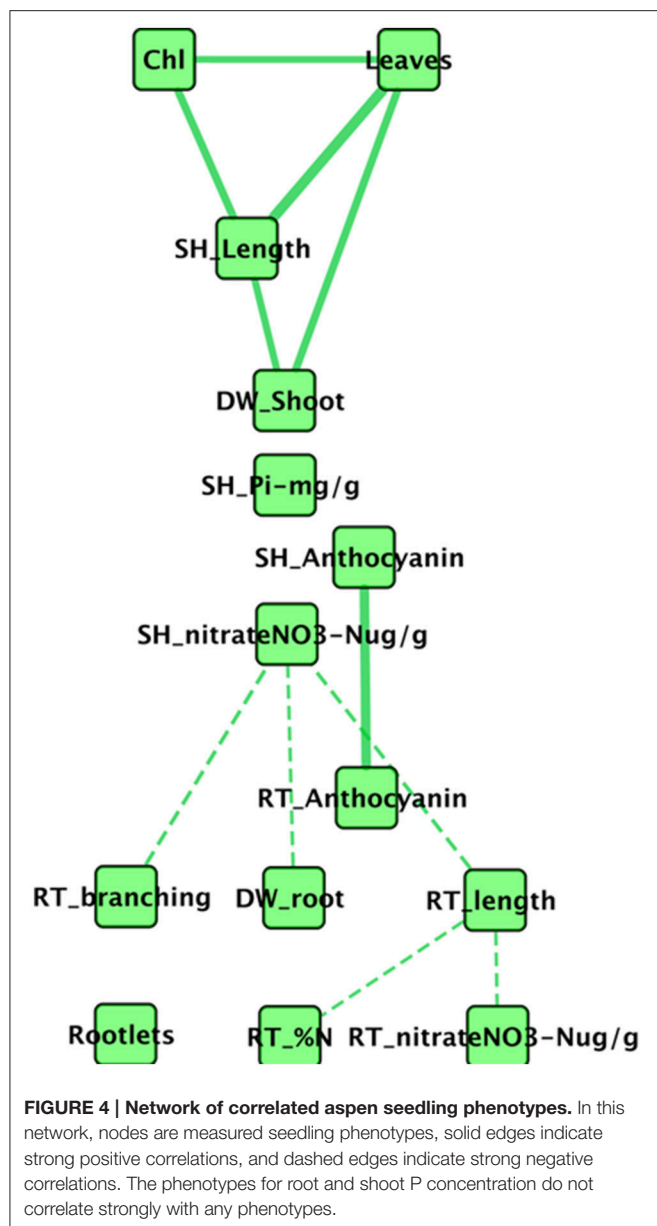 Chl Leaves
SH_Length
DW_Shoot
SH_Pi-mg/g
SH_Anthocyanin
SH_nitrateNO3-Nug/g
RT_Anthocyanin
RT_branching DW_root RT_length
Rootlets RT_%N RT_nitrateNO3-Nug/g
FIGURE 4 | Network of correlated aspen seedling phenotypes. In this
network, nodes are measured seedling phenotypes, solid edges indicate
strong positive correlations, and dashed edges indicate strong negative
correlations. The phenotypes for root and shoot P concentration do not
correlate strongly with any phenotypes.